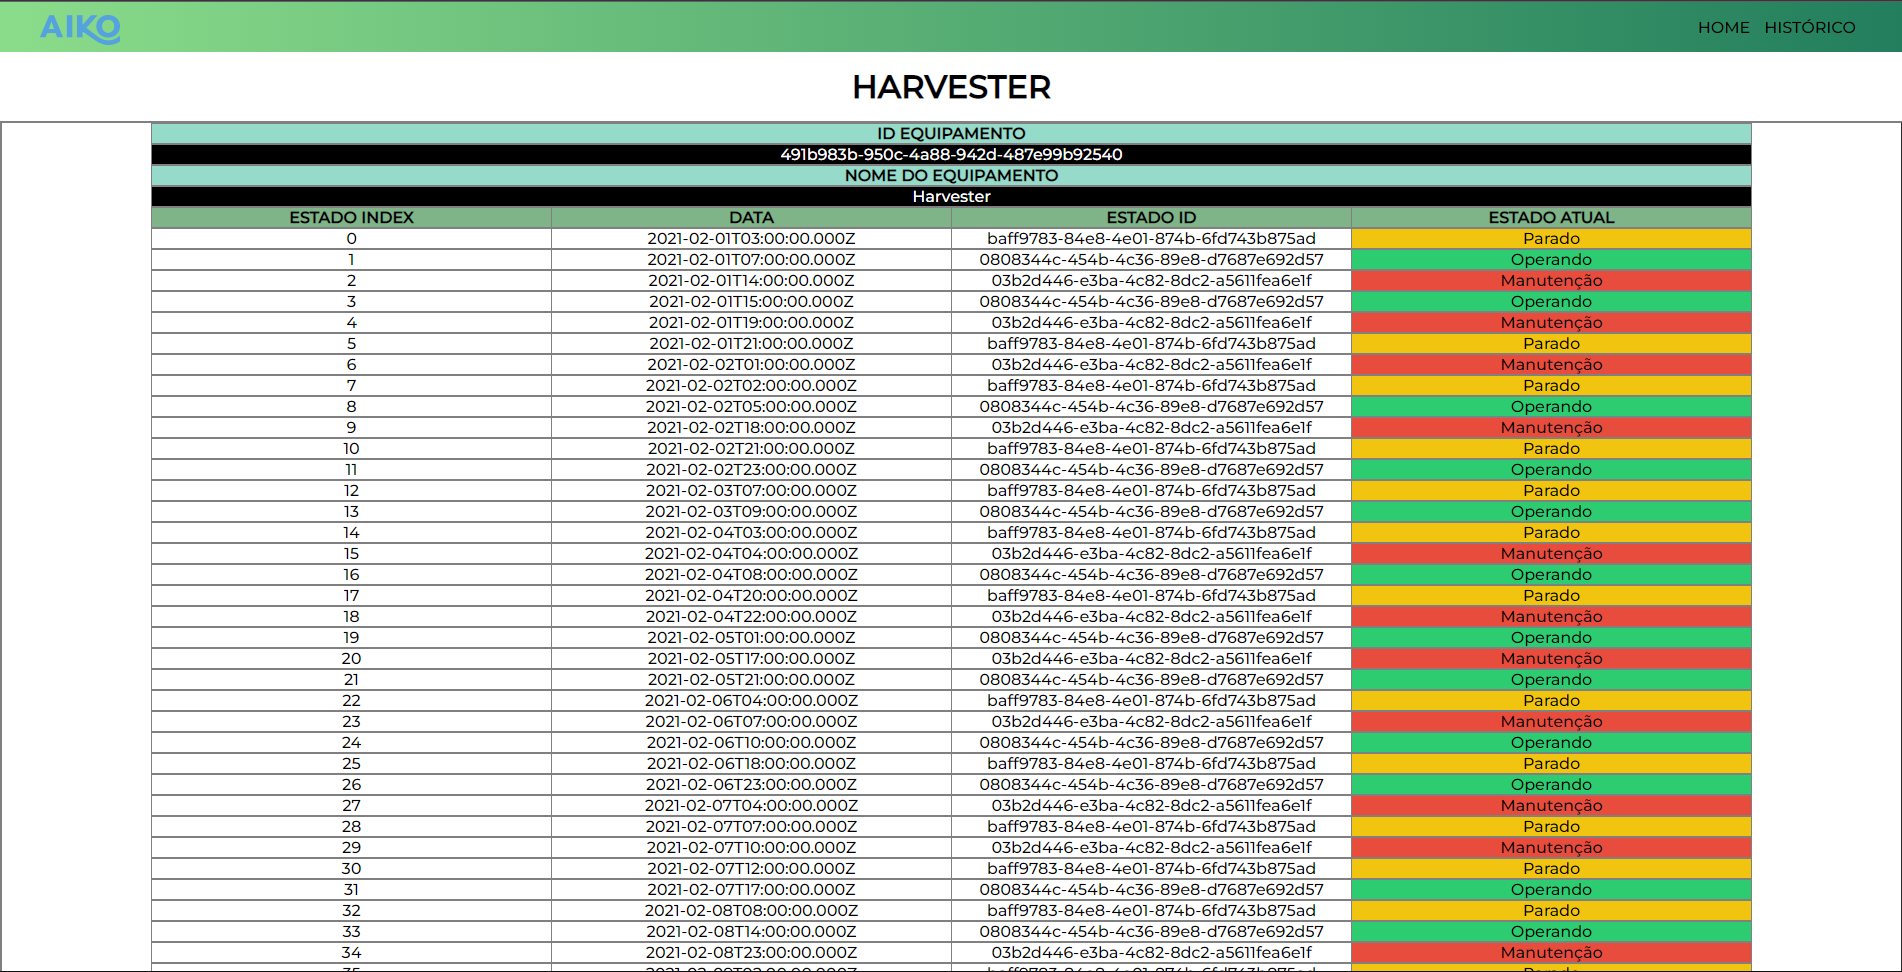 AIKO HOME HISTÓRICO
HARVESTER
ID EQUIPAMENTO
491b983b-950c-4a88-942d-487e99b92540
NOME DO EQUIPAMENTO
Harvester
ESTADO INDEX DATA ESTADO ID ESTADO ATUAL
0 2021-02-01T03:00:00.000Z baff9783-84e8-4e01-874b-6fd743b875ad Parado
1 2021-02-01T07:00:00.000Z 0808344c-454b-4c36-89e8-d7687e692d57 Operando
2 2021-02-01T14:00:00.000Z 03b2d446-e3ba-4c82-8dc2-a5611fea6e1f Manutenção
3 2021-02-01T15:00:00.000Z 0808344c-454b-4c36-89e8-d7687e692d57 Operando
4 2021-02-01T19:00:00.000Z 03b2d446-e3ba-4c82-8dc2-a5611fea6e1f Manutenção
5 2021-02-01T21:00:00.000Z baff9783-84e8-4e01-874b-6fd743b875ad Parado
6 2021-02-02T01:00:00.000Z 03b2d446-e3ba-4c82-8dc2-a5611fea6e1f Manutenção
7 2021-02-02T02:00:00.000Z baff9783-84e8-4e01-874b-6fd743b875ad Parado
8 2021-02-02T05:00:00.000Z 0808344c-454b-4c36-89e8-d7687e692d57 Operando
9 2021-02-02T18:00:00.000Z 03b2d446-e3ba-4c82-8dc2-a5611fea6e1f Manutenção
10 2021-02-02T21:00:00.000Z baff9783-84e8-4e01-874b-6fd743b875ad Parado
11 2021-02-02T23:00:00.000Z 0808344c-454b-4c36-89e8-d7687e692d57 Operando
12 2021-02-03T07:00:00.000Z baff9783-84e8-4e01-874b-6fd743b875ad Parado
13 2021-02-03T09:00:00.000Z 0808344c-454b-4c36-89e8-d7687e692d57 Operando
14 2021-02-04T03:00:00.000Z baff9783-84e8-4e01-874b-6fd743b875ad Parado
15 2021-02-04T04:00:00.000Z 03b2d446-e3ba-4c82-8dc2-a5611fea6e1f Manutenção
16 2021-02-04T08:00:00.000Z 0808344c-454b-4c36-89e8-d7687e692d57 Operando
17 2021-02-04T20:00:00.000Z baff9783-84e8-4e01-874b-6fd743b875ad Parado
18 2021-02-04T22:00:00.000Z 03b2d446-e3ba-4c82-8dc2-a5611fea6e1f Manutenção
19 2021-02-05T01:00:00.000Z 0808344c-454b-4c36-89e8-d7687e692d57 Operando
20 2021-02-05T17:00:00.000Z 03b2d446-e3ba-4c82-8dc2-a5611fea6e1f Manutenção
21 2021-02-05T21:00:00.000Z 0808344c-454b-4c36-89e8-d7687e692d57 Operando
22 2021-02-06T04:00:00.000Z baff9783-84e8-4e01-874b-6fd743b875ad Parado
23 2021-02-06T07:00:00.000Z 03b2d446-e3ba-4c82-8dc2-a5611fea6e1f Manutenção
24 2021-02-06T10:00:00.000Z 0808344c-454b-4c36-89e8-d7687e692d57 Operando
25 2021-02-06T18:00:00.000Z baff9783-84e8-4e01-874b-6fd743b875ad Parado
26 2021-02-06T23:00:00.000Z 0808344c-454b-4c36-89e8-d7687e692d57 Operando
27 2021-02-07T04:00:00.000Z 03b2d446-e3ba-4c82-8dc2-a5611fea6e1f Manutenção
28 2021-02-07T07:00:00.000Z baff9783-84e8-4e01-874b-6fd743b875ad Parado
29 2021-02-07T10:00:00.000Z 03b2d446-e3ba-4c82-8dc2-a5611fea6e1f Manutenção
30 2021-02-07T12:00:00.000Z baff9783-84e8-4e01-874b-6fd743b875ad Parado
31 2021-02-07T17:00:00.000Z 0808344c-454b-4c36-89e8-d7687e692d57 Operando
32 2021-02-08T08:00:00.000Z baff9783-84e8-4e01-874b-6fd743b875ad Parado
33 2021-02-08T14:00:00.000Z 0808344c-454b-4c36-89e8-d7687e692d57 Operando
34 2021-02-08T23:00:00.000Z 03b2d446-e3ba-4c82-8dc2-a5611fea6e1f Manutenção